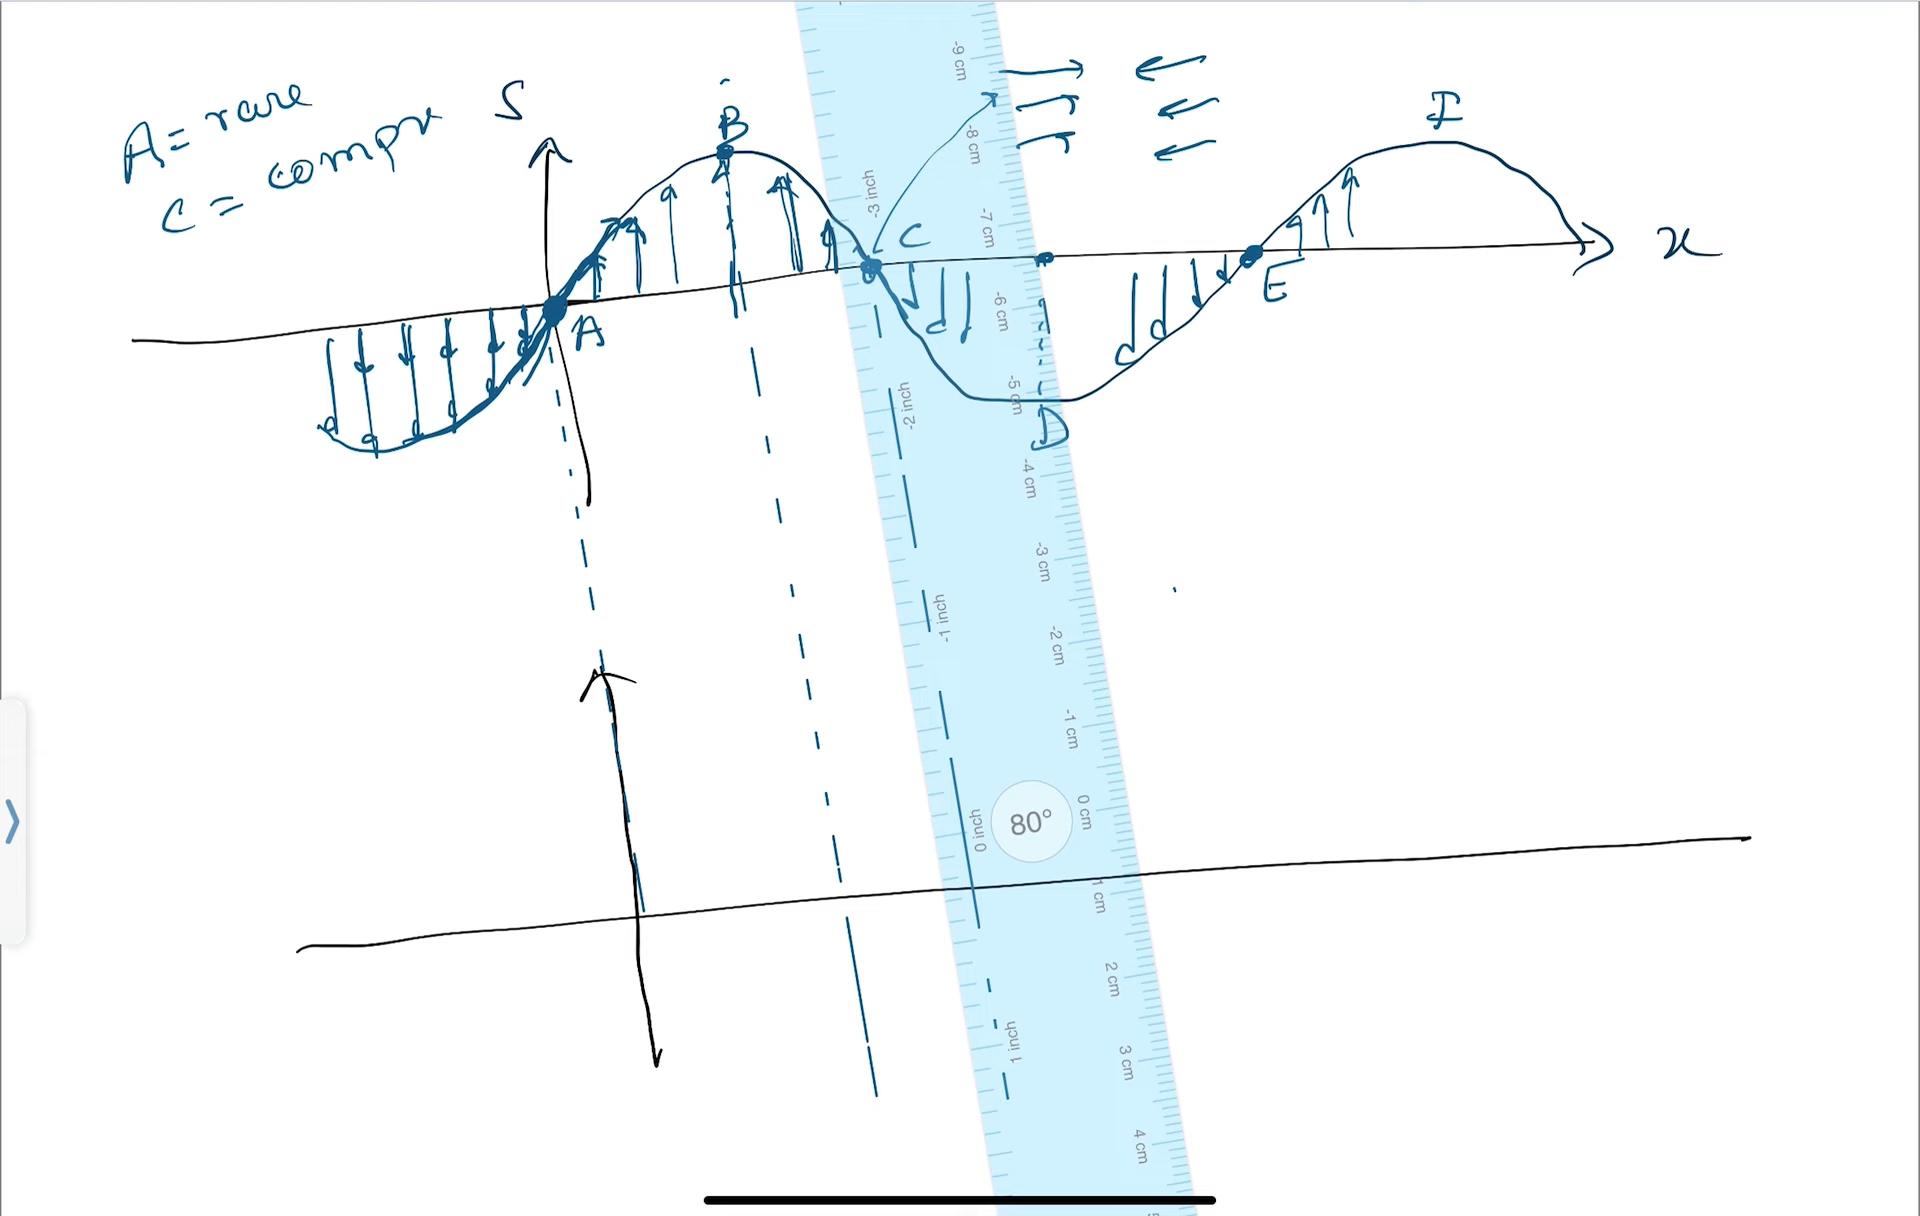 A = rare
C = compr
S
B
C
I
x
A
E
D
-9 cm
-8 cm
-7 cm
-6 cm
-5 cm
-4 cm
-3 cm
-2 cm
-1 cm
0 cm
1 cm
2 cm
3 cm
4 cm
-3 inch
-2 inch
-1 inch
0 inch
1 inch
80°